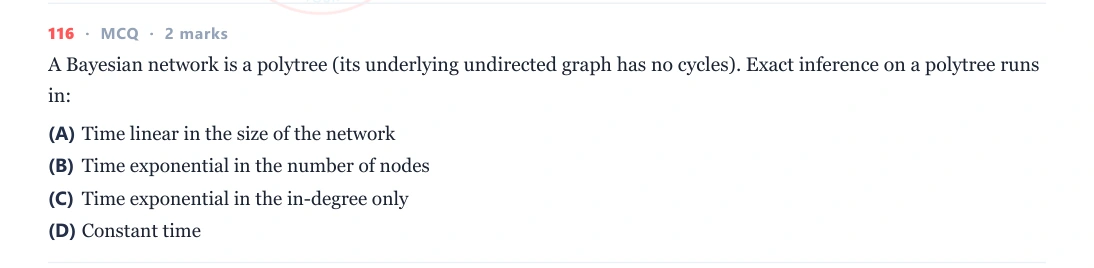 116 · MCQ · 2 marks
A Bayesian network is a polytree (its underlying undirected graph has no cycles). Exact inference on a polytree runs
in:
(A) Time linear in the size of the network
(B) Time exponential in the number of nodes
(C) Time exponential in the in-degree only
(D) Constant time